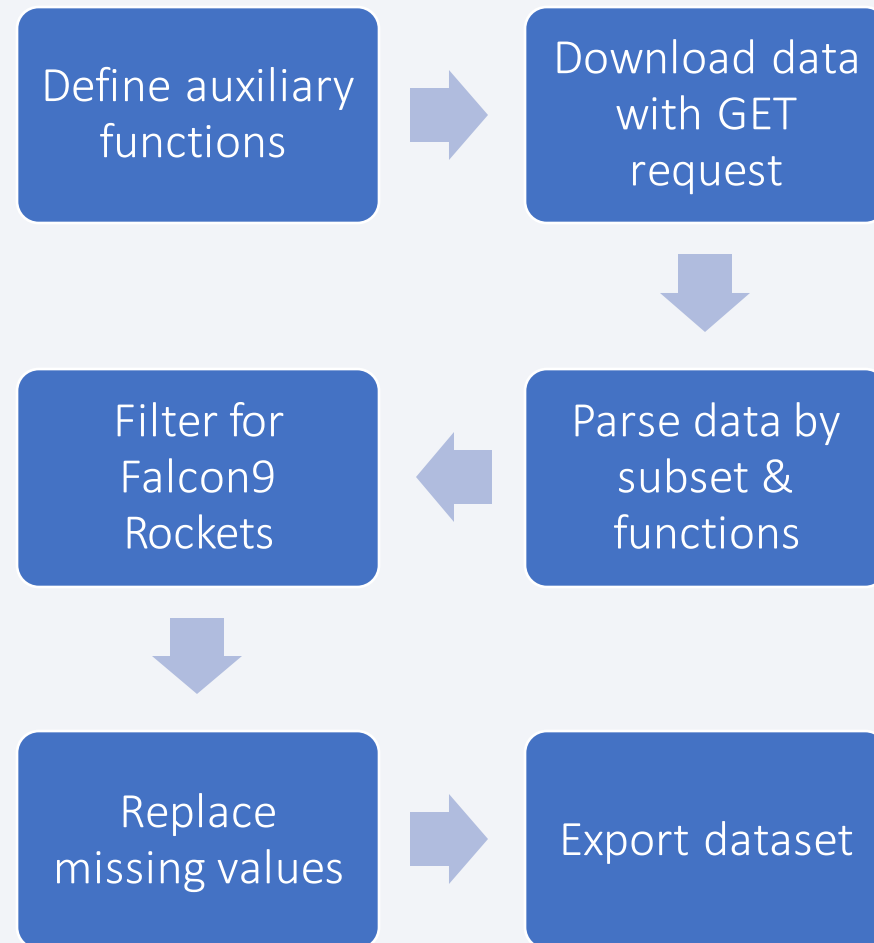 Define auxiliary
functions
Download data
with GET
request
Parse data by
subset &
functions
Filter for
Falcon9
Rockets
Replace
missing values
Export dataset